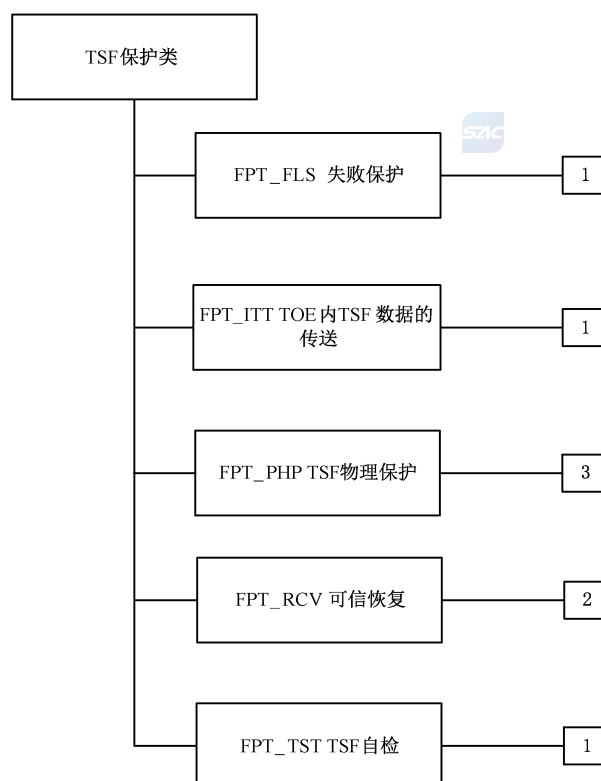 TSF保护类
SAC
FPT_FLS 失败保护
1
FPT_ITT TOE内TSF数据的
传送
1
FPT_PHP TSF物理保护
3
FPT_RCV 可信恢复
2
FPT_TST TSF自检
1